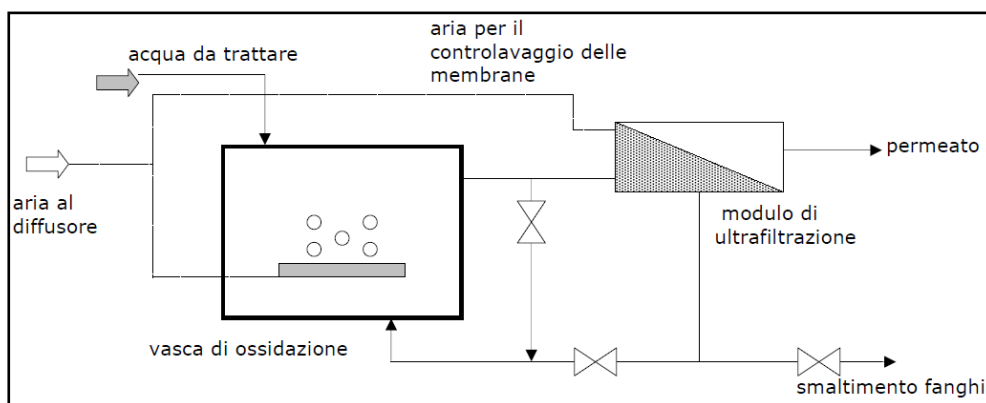 aria per il
controlavaggio delle
membrane
acqua da trattare
permeato
aria al
diffusore
modulo di
ultrafiltrazione
vasca di ossidazione
smaltimento fanghi